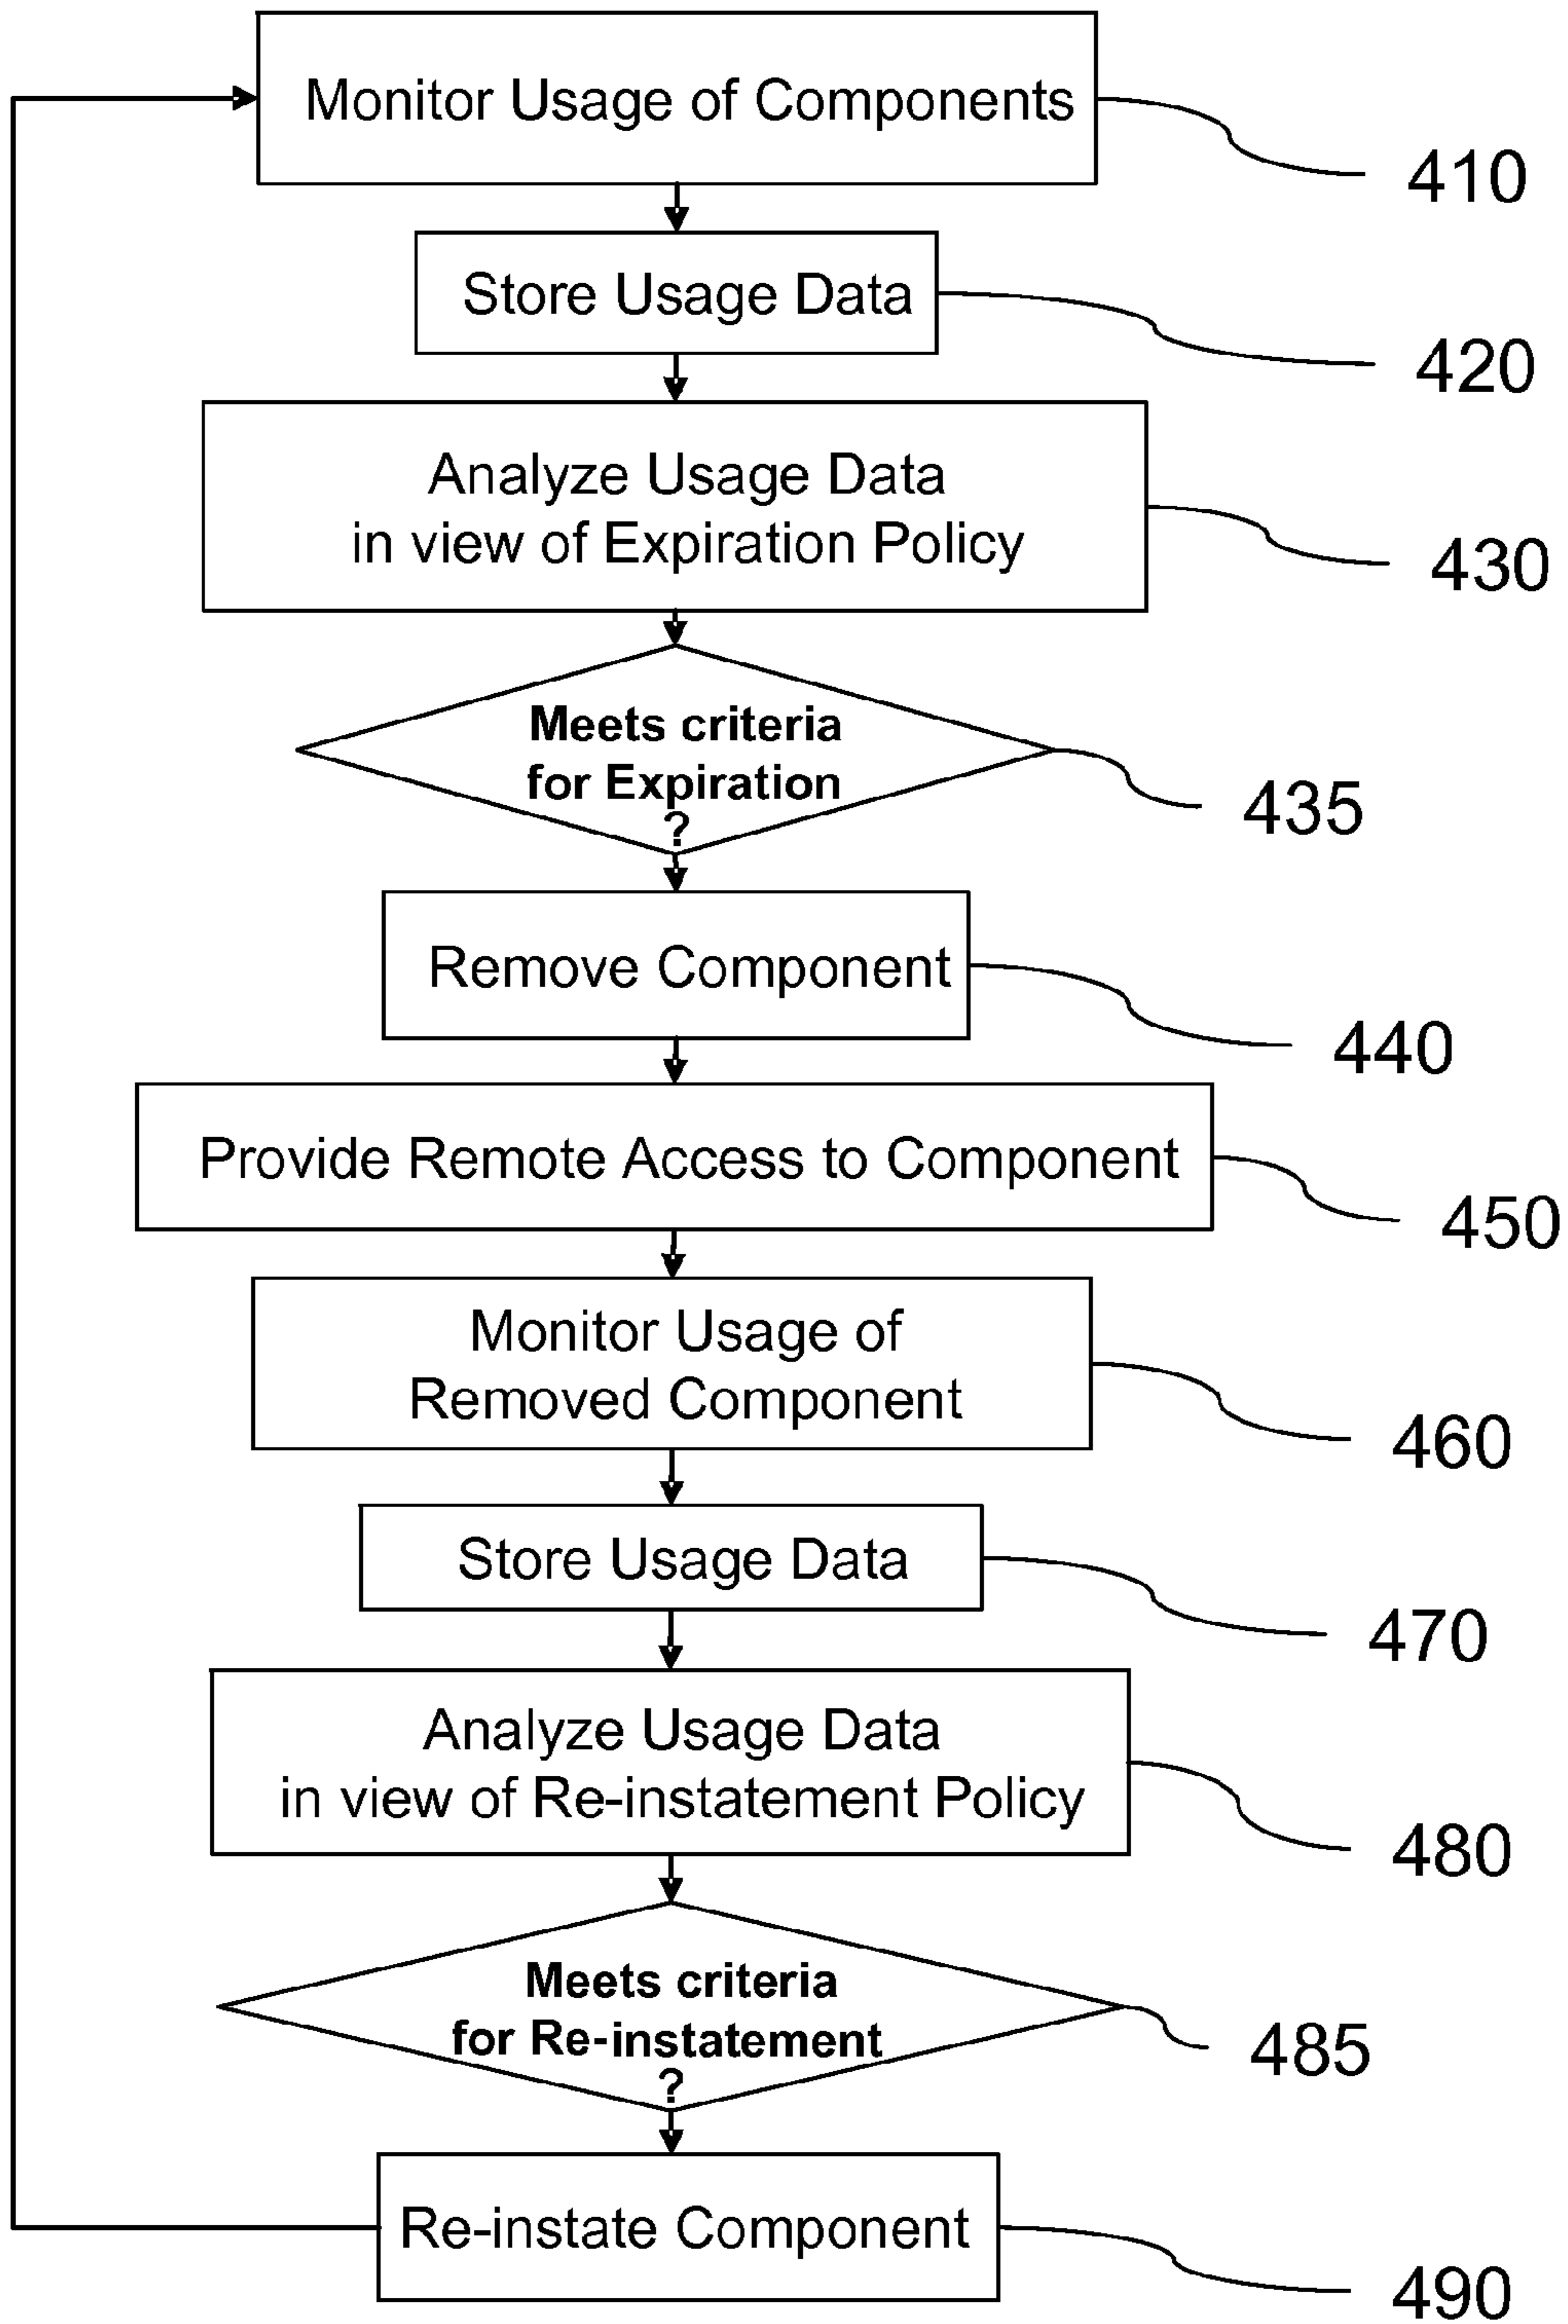 Monitor Usage of Components
410
Store Usage Data
420
Analyze Usage Data
in view of Expiration Policy
430
Meets criteria
for Expiration
?
435
Remove Component
440
Provide Remote Access to Component
450
Monitor Usage of
Removed Component
460
Store Usage Data
470
Analyze Usage Data
in view of Re-instatement Policy
480
Meets criteria
for Re-instatement
?
485
Re-instate Component
490